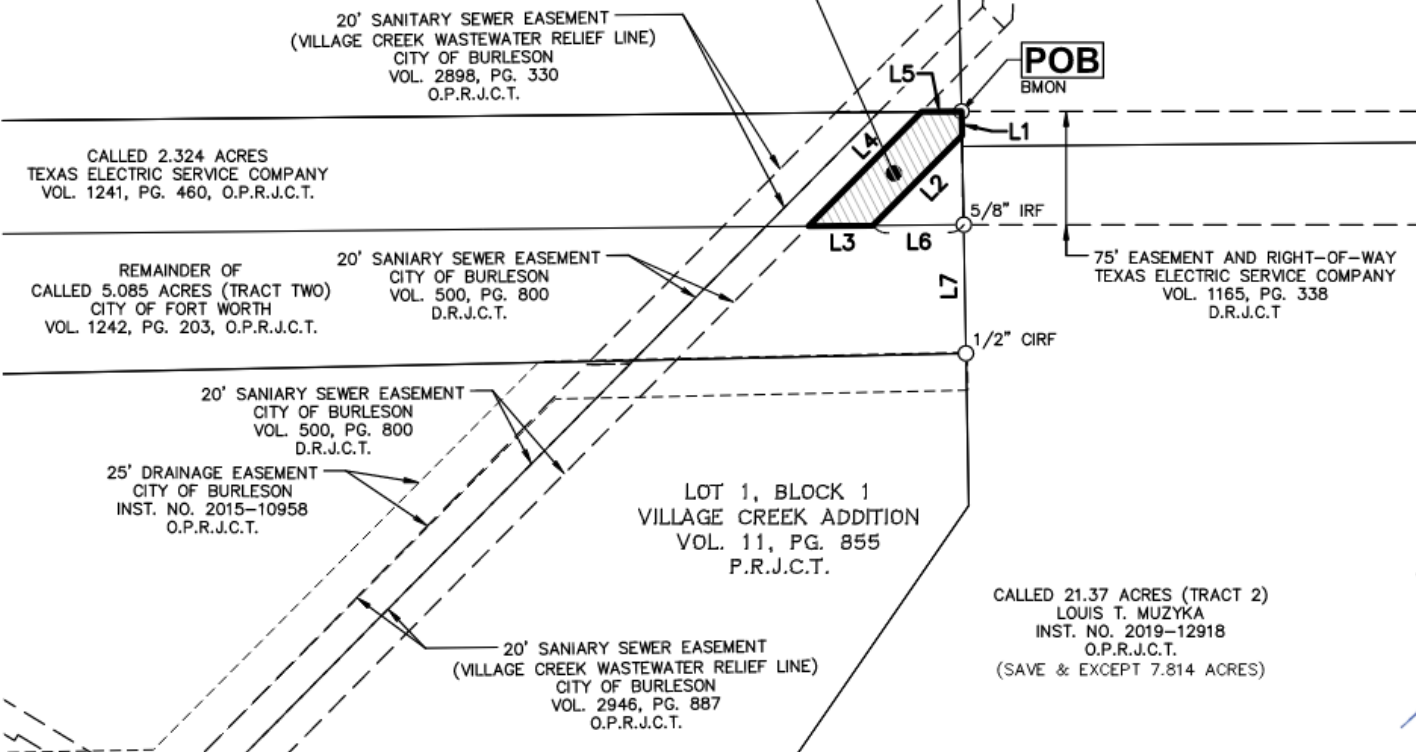 20' SANITARY SEWER EASEMENT
(VILLAGE CREEK WASTEWATER RELIEF LINE)
CITY OF BURLESON
VOL. 2898, PG. 330
O.P.R.J.C.T.
POB
BMON
L5
L1
L4
L2
CALLED 2.324 ACRES
TEXAS ELECTRIC SERVICE COMPANY
VOL. 1241, PG. 460, O.P.R.J.C.T.
5/8" IRF
L3
L6
20' SANIARY SEWER EASEMENT
CITY OF BURLESON
VOL. 500, PG. 800
D.R.J.C.T.
75' EASEMENT AND RIGHT-OF-WAY
TEXAS ELECTRIC SERVICE COMPANY
VOL. 1165, PG. 338
D.R.J.C.T
REMAINDER OF
CALLED 5.085 ACRES (TRACT TWO)
CITY OF FORT WORTH
VOL. 1242, PG. 203, O.P.R.J.C.T.
L7
1/2" CIRF
20' SANIARY SEWER EASEMENT
CITY OF BURLESON
VOL. 500, PG. 800
D.R.J.C.T.
25' DRAINAGE EASEMENT
CITY OF BURLESON
INST. NO. 2015-10958
O.P.R.J.C.T.
LOT 1, BLOCK 1
VILLAGE CREEK ADDITION
VOL. 11, PG. 855
P.R.J.C.T.
CALLED 21.37 ACRES (TRACT 2)
LOUIS T. MUZYKA
INST. NO. 2019-12918
O.P.R.J.C.T.
(SAVE & EXCEPT 7.814 ACRES)
20' SANIARY SEWER EASEMENT
(VILLAGE CREEK WASTEWATER RELIEF LINE)
CITY OF BURLESON
VOL. 2946, PG. 887
O.P.R.J.C.T.